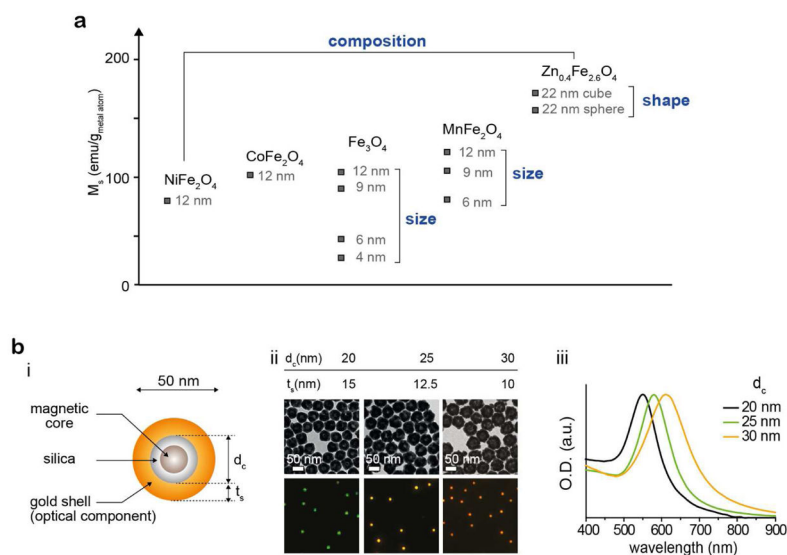 a
composition
200
100
0
Ms (emu/gmetal atom)
NiFe2O4
12 nm
CoFe2O4
12 nm
Fe3O4
12 nm
9 nm
6 nm
4 nm
size
MnFe2O4
12 nm
9 nm
6 nm
size
Zn0.4Fe2.6O4
22 nm cube
22 nm sphere
shape
b
i
50 nm
magnetic
core
silica
gold shell
(optical component)
dc
ts
ii
dc(nm) 20 25 30
ts(nm) 15 12.5 10
50 nm 50 nm 50 nm
iii
dc
20 nm
25 nm
30 nm
O.D. (a.u.)
400 500 600 700 800 900
wavelength (nm)